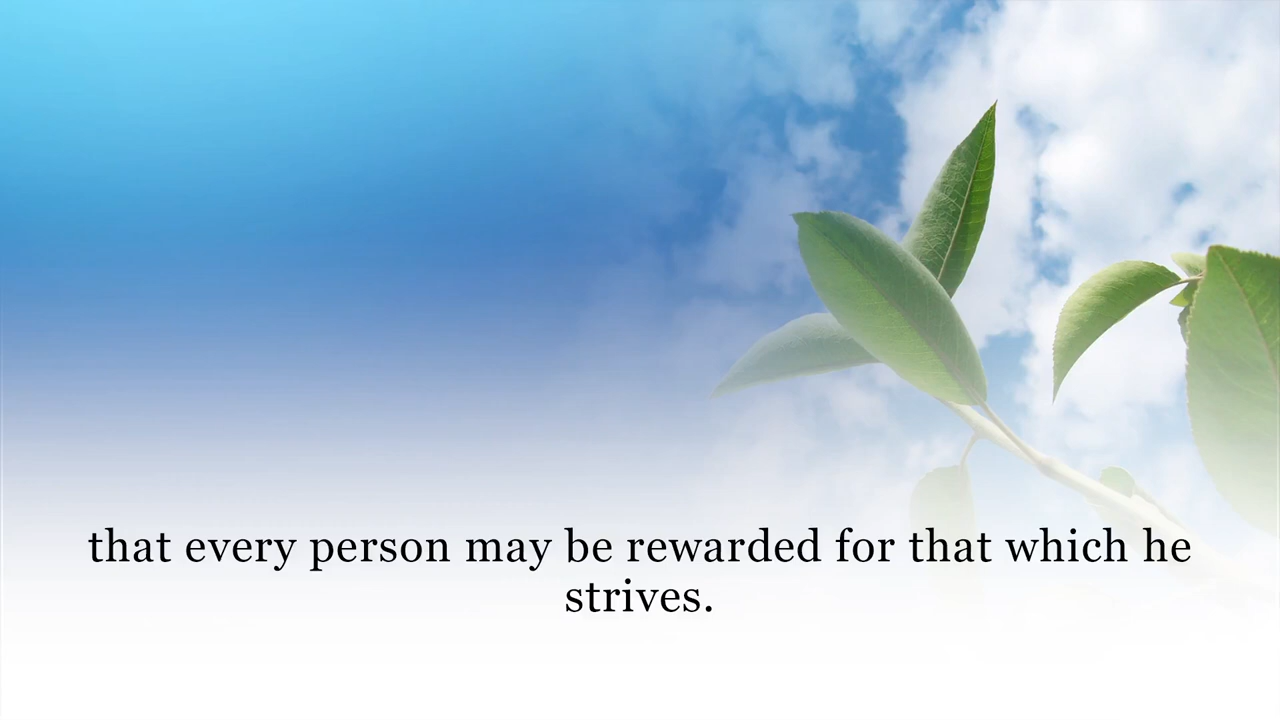 that every person may be rewarded for that which he
strives.